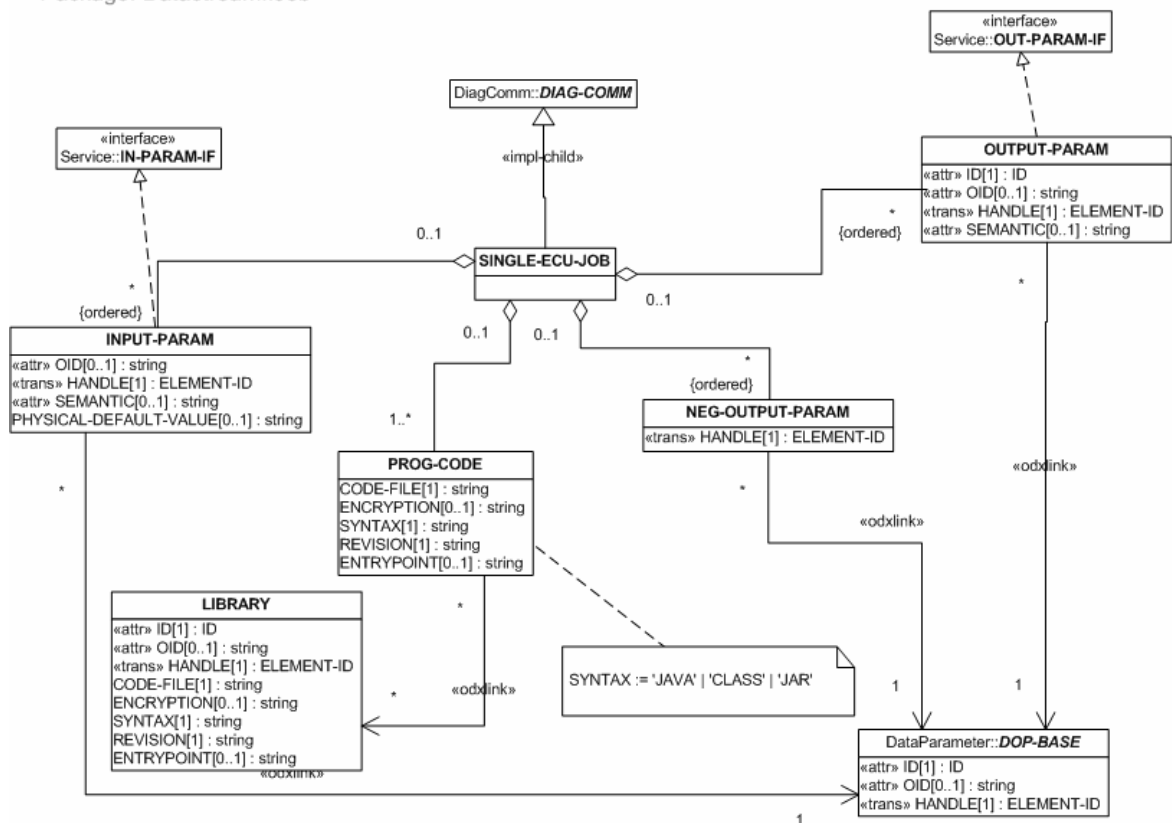 «interface»
Service::OUT-PARAM-IF
DiagComm::DIAG-COMM
«impl-child»
«interface»
Service::IN-PARAM-IF
OUTPUT-PARAM
«attr» ID[1] : ID
«attr» OID[0..1] : string
«trans» HANDLE[1] : ELEMENT-ID
«attr» SEMANTIC[0..1] : string
*
{ordered}
0..1
SINGLE-ECU-JOB
0..1
*
*
{ordered}
0..1
0..1
INPUT-PARAM
«attr» OID[0..1] : string
«trans» HANDLE[1] : ELEMENT-ID
«attr» SEMANTIC[0..1] : string
PHYSICAL-DEFAULT-VALUE[0..1] : string
*
{ordered}
NEG-OUTPUT-PARAM
«trans» HANDLE[1] : ELEMENT-ID
1..*
PROG-CODE
CODE-FILE[1] : string
ENCRYPTION[0..1] : string
SYNTAX[1] : string
REVISION[1] : string
ENTRYPOINT[0..1] : string
«odxlink»
*
*
«odxlink»
LIBRARY
«attr» ID[1] : ID
«attr» OID[0..1] : string
«trans» HANDLE[1] : ELEMENT-ID
CODE-FILE[1] : string
ENCRYPTION[0..1] : string
SYNTAX[1] : string
REVISION[1] : string
ENTRYPOINT[0..1] : string
*
*
«odxlink»
SYNTAX := 'JAVA' | 'CLASS' | 'JAR'
1
1
DataParameter::DOP-BASE
«attr» ID[1] : ID
«attr» OID[0..1] : string
«trans» HANDLE[1] : ELEMENT-ID
«odxlink»
1